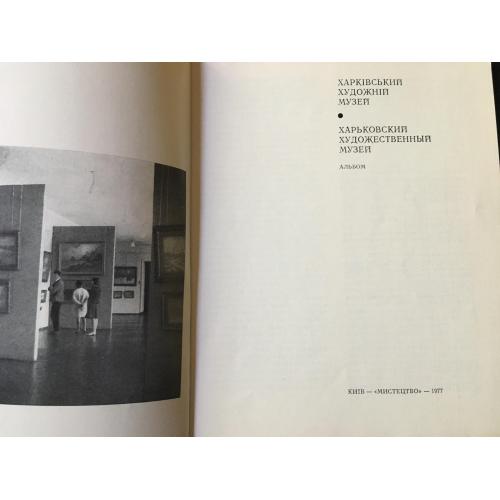 ХАРКІВСЬКИЙ
ХУДОЖНІЙ
МУЗЕЙ
ХАРЬКОВСКИЙ
ХУДОЖЕСТВЕННЫЙ
МУЗЕЙ
АЛЬБОМ
КИЇВ — «МИСТЕЦТВО» — 1977